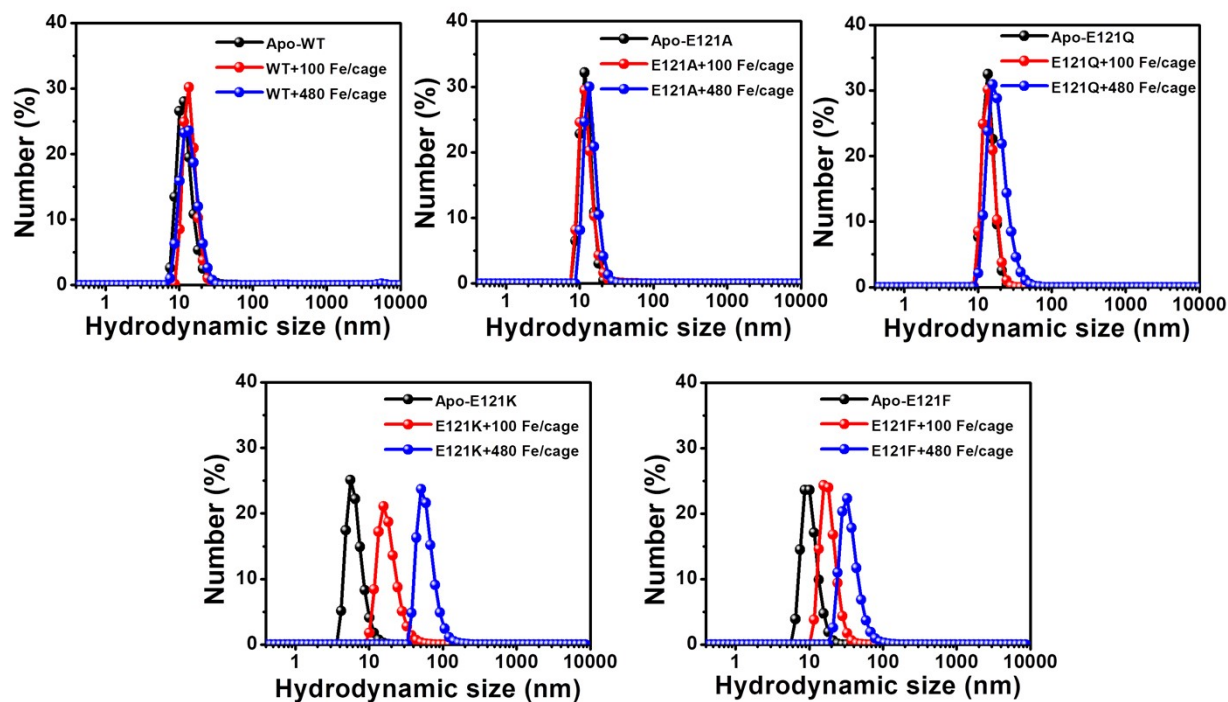 40
30
20
10
0
Number (%)
Apo-WT
WT+100 Fe/cage
WT+480 Fe/cage
1 10 100 1000 10000
Hydrodynamic size (nm)
40
30
20
10
0
Number (%)
Apo-E121A
E121A+100 Fe/cage
E121A+480 Fe/cage
1 10 100 1000 10000
Hydrodynamic size (nm)
40
30
20
10
0
Number (%)
Apo-E121Q
E121Q+100 Fe/cage
E121Q+480 Fe/cage
1 10 100 1000 10000
Hydrodynamic size (nm)
40
30
20
10
0
Number (%)
Apo-E121K
E121K+100 Fe/cage
E121K+480 Fe/cage
1 10 100 1000 10000
Hydrodynamic size (nm)
40
30
20
10
0
Number (%)
Apo-E121F
E121F+100 Fe/cage
E121F+480 Fe/cage
1 10 100 1000 10000
Hydrodynamic size (nm)